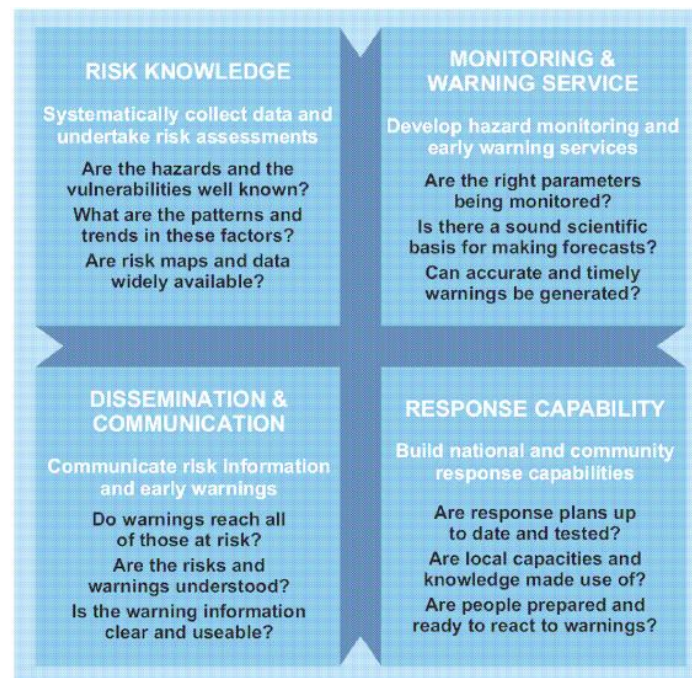 RISK KNOWLEDGE
Systematically collect data and
undertake risk assessments
Are the hazards and the
vulnerabilities well known?
What are the patterns and
trends in these factors?
Are risk maps and data
widely available?
MONITORING &
WARNING SERVICE
Develop hazard monitoring and
early warning services
Are the right parameters
being monitored?
Is there a sound scientific
basis for making forecasts?
Can accurate and timely
warnings be generated?
DISSEMINATION &
COMMUNICATION
Communicate risk information
and early warnings
Do warnings reach all
of those at risk?
Are the risks and
warnings understood?
Is the warning information
clear and useable?
RESPONSE CAPABILITY
Build national and community
response capabilities
Are response plans up
to date and tested?
Are local capacities and
knowledge made use of?
Are people prepared and
ready to react to warnings?